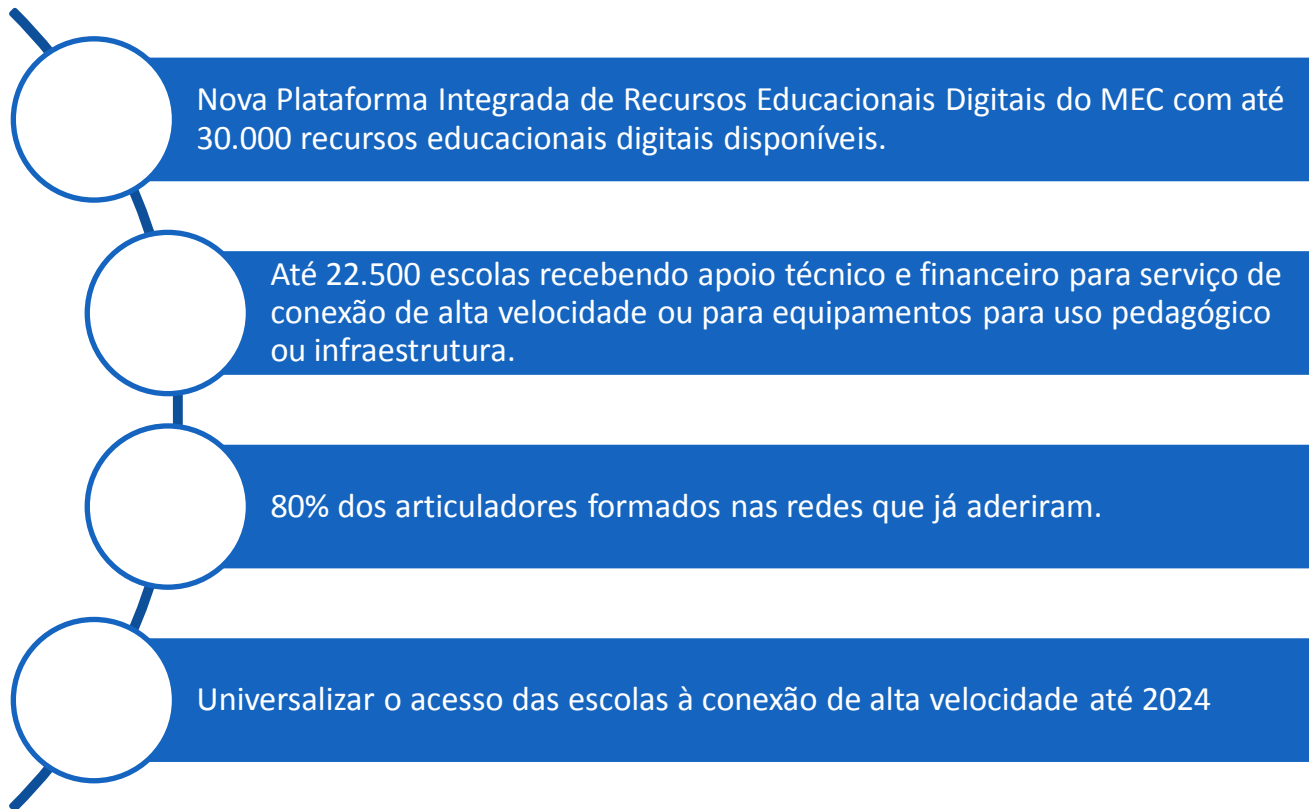 Nova Plataforma Integrada de Recursos Educacionais Digitais do MEC com até
30.000 recursos educacionais digitais disponíveis.
Até 22.500 escolas recebendo apoio técnico e financeiro para serviço de
conexão de alta velocidade ou para equipamentos para uso pedagógico
ou infraestrutura.
80% dos articuladores formados nas redes que já aderiram.
Universalizar o acesso das escolas à conexão de alta velocidade até 2024